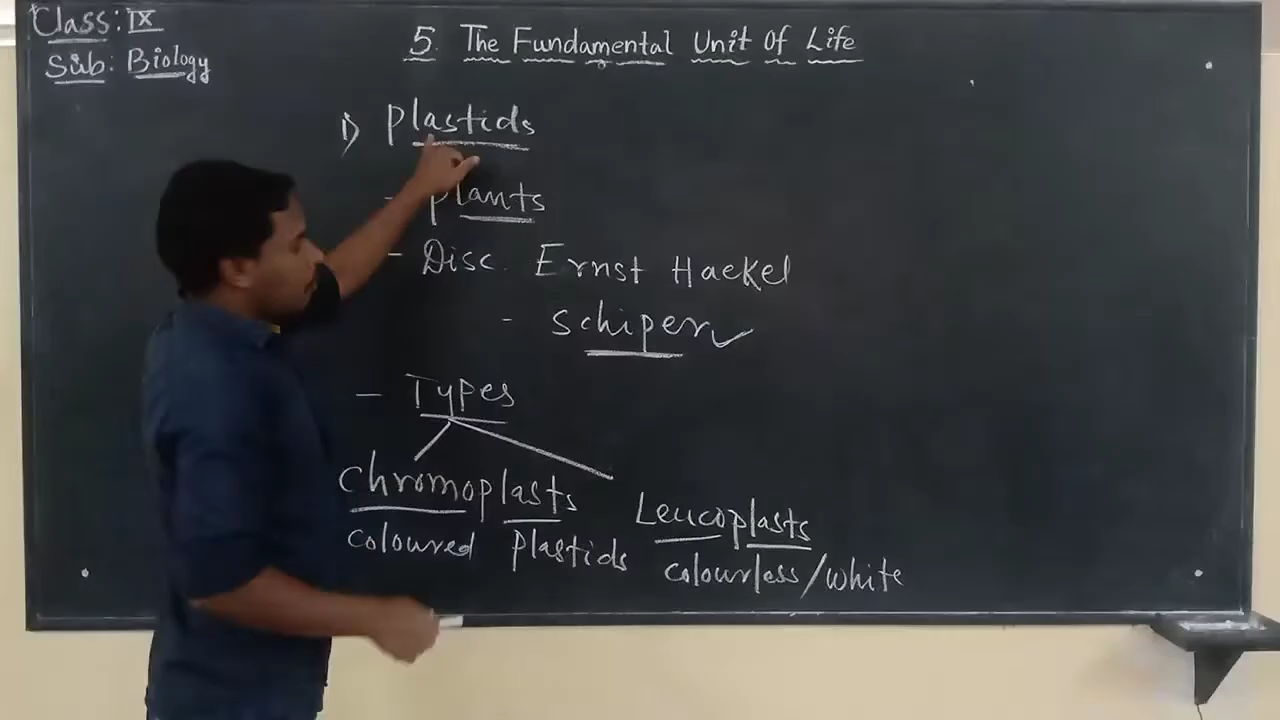 Class: IX
Sub: Biology
5. The Fundamental Unit Of Life
1) Plastids
- Plants
- Disc. Ernst Haekel
- Schiper ✓
- Types
Chromoplasts
Leucoplasts
coloured plastids
colourless/white